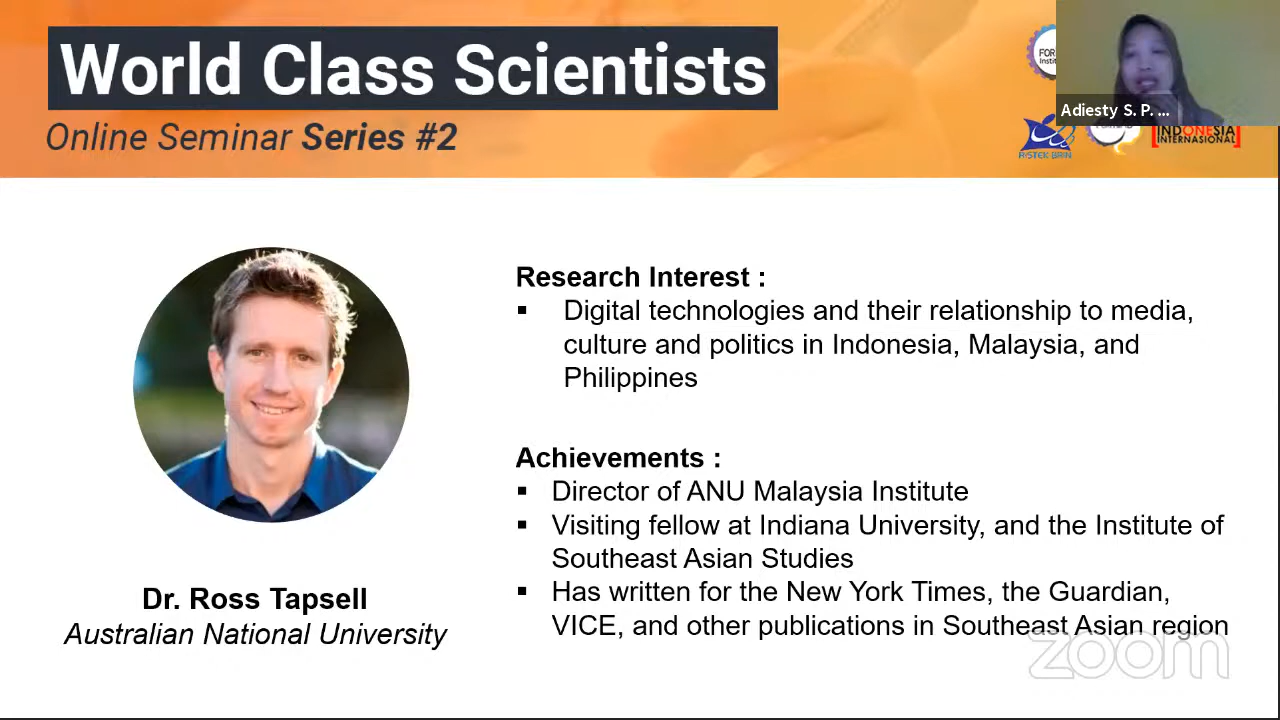 World Class Scientists
Online Seminar Series #2
Adiesty S. P. ...
RISTEK-BRIN
INDONESIA
INTERNASIONAL
Research Interest :
Digital technologies and their relationship to media,
culture and politics in Indonesia, Malaysia, and
Philippines
Achievements :
Director of ANU Malaysia Institute
Visiting fellow at Indiana University, and the Institute of
Southeast Asian Studies
Has written for the New York Times, the Guardian,
VICE, and other publications in Southeast Asian region
Dr. Ross Tapsell
Australian National University
zoom